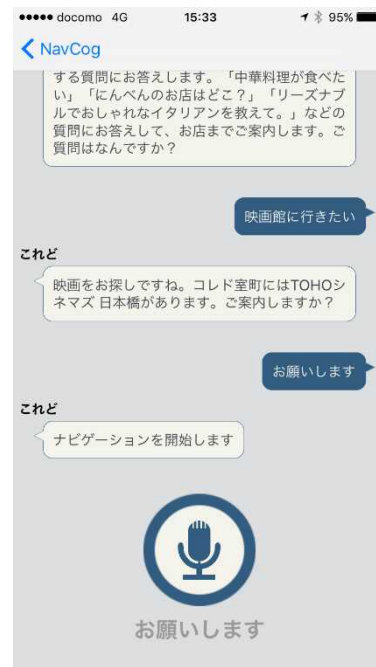 docomo 4G 15:33 95%
NavCog
する質問にお答えします。「中華料理が食べた
い」「にんべんのお店はどこ？」「リーズナブ
ルでおしゃれなイタリアンを教えて。」などの
質問にお答えして、お店までご案内します。ご
質問はなんですか？
映画館に行きたい
これど
映画をお探しですね。コレド室町にはTOHOシ
ネマズ 日本橋があります。ご案内しますか？
お願いします
これど
ナビゲーションを開始します
お願いします